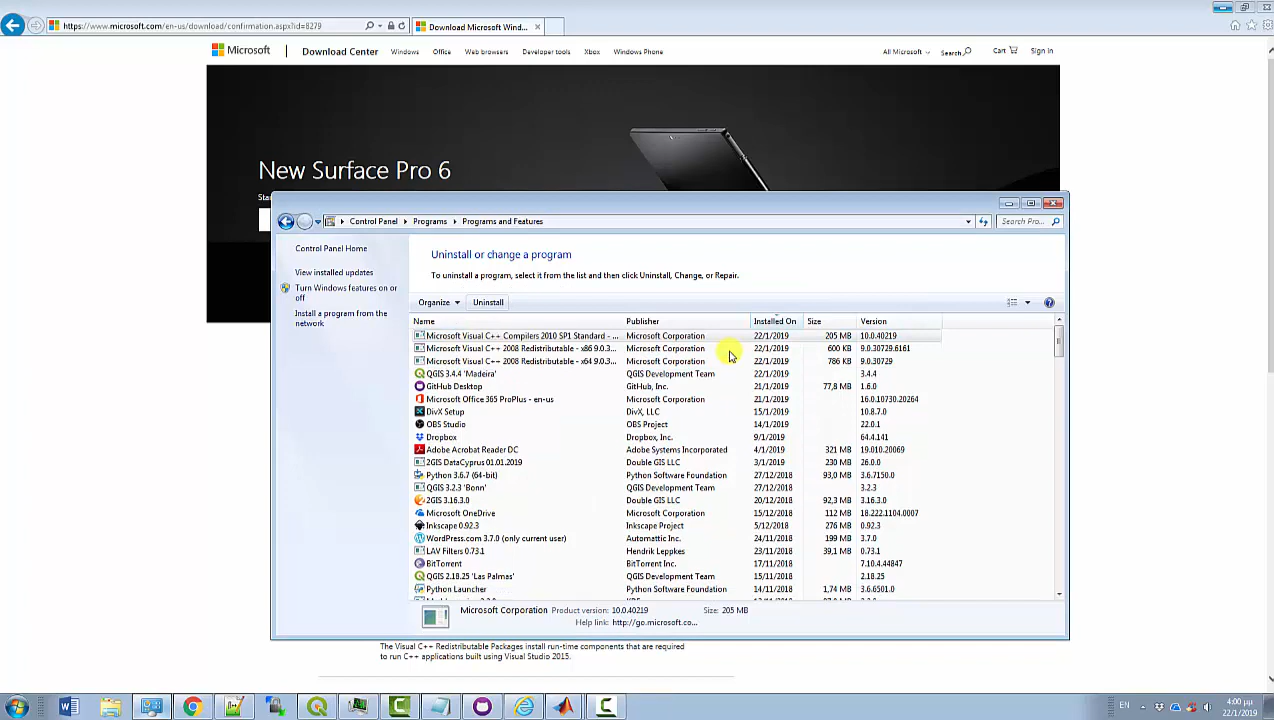 https://www.microsoft.com/en-us/download/confirmation.aspx?id=8279
Download Microsoft Wind...
Microsoft
Download Center
Windows
Office
Web browsers
Developer tools
Xbox
Windows Phone
All Microsoft
Search
Cart
Sign in
New Surface Pro 6
Sta
Control Panel
Programs
Programs and Features
Search Pro...
Control Panel Home
View installed updates
Turn Windows features on or
off
Install a program from the
network
Uninstall or change a program
To uninstall a program, select it from the list and then click Uninstall, Change, or Repair.
Organize
Uninstall
Name Publisher Installed On Size Version
Microsoft Visual C++ Compilers 2010 SP1 Standard - ... Microsoft Corporation 22/1/2019 205 MB 10.0.40219
Microsoft Visual C++ 2008 Redistributable - x86 9.0.3... Microsoft Corporation 22/1/2019 600 KB 9.0.30729.6161
Microsoft Visual C++ 2008 Redistributable - x64 9.0.3... Microsoft Corporation 22/1/2019 786 KB 9.0.30729
QGIS 3.4.4 'Madeira' QGIS Development Team 22/1/2019 3.4.4
GitHub Desktop GitHub, Inc. 21/1/2019 77,8 MB 1.6.0
Microsoft Office 365 ProPlus - en-us Microsoft Corporation 21/1/2019 16.0.10730.20264
DivX Setup DivX, LLC 15/1/2019 10.8.7.0
OBS Studio OBS Project 14/1/2019 22.0.1
Dropbox Dropbox, Inc. 9/1/2019 64.4.141
Adobe Acrobat Reader DC Adobe Systems Incorporated 4/1/2019 321 MB 19.010.20069
2GIS DataCyprus 01.01.2019 Double GIS LLC 3/1/2019 230 MB 26.0.0
Python 3.6.7 (64-bit) Python Software Foundation 27/12/2018 93,0 MB 3.6.7150.0
QGIS 3.2.3 'Bonn' QGIS Development Team 27/12/2018 3.2.3
2GIS 3.16.3.0 Double GIS LLC 20/12/2018 92,3 MB 3.16.3.0
Microsoft OneDrive Microsoft Corporation 15/12/2018 112 MB 18.222.1104.0007
Inkscape 0.92.3 Inkscape Project 5/12/2018 276 MB 0.92.3
WordPress.com 3.7.0 (only current user) Automattic Inc. 24/11/2018 199 MB 3.7.0
LAV Filters 0.73.1 Hendrik Leppkes 23/11/2018 39,1 MB 0.73.1
BitTorrent BitTorrent Inc. 17/11/2018 7.10.4.44847
QGIS 2.18.25 'Las Palmas' QGIS Development Team 15/11/2018 2.18.25
Python Launcher Python Software Foundation 14/11/2018 1,74 MB 3.6.6501.0
Microsoft Corporation Product version: 10.0.40219 Size: 205 MB
Help link: http://go.microsoft.co...
The Visual C++ Redistributable Packages install run-time components that are required
to run C++ applications built using Visual Studio 2015.
EN
4:00 μμ
22/1/2019